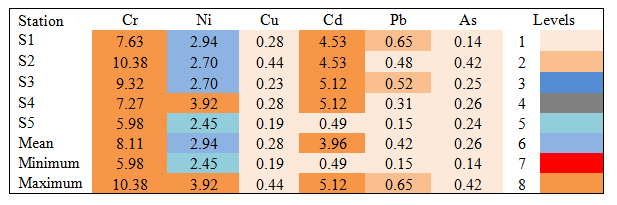 Station Cr Ni Cu Cd Pb As Levels
S1 7.63 2.94 0.28 4.53 0.65 0.14 1
S2 10.38 2.70 0.44 4.53 0.48 0.42 2
S3 9.32 2.70 0.23 5.12 0.52 0.25 3
S4 7.27 3.92 0.28 5.12 0.31 0.26 4
S5 5.98 2.45 0.19 0.49 0.15 0.24 5
Mean 8.11 2.94 0.28 3.96 0.42 0.26 6
Minimum 5.98 2.45 0.19 0.49 0.15 0.14 7
Maximum 10.38 3.92 0.44 5.12 0.65 0.42 8